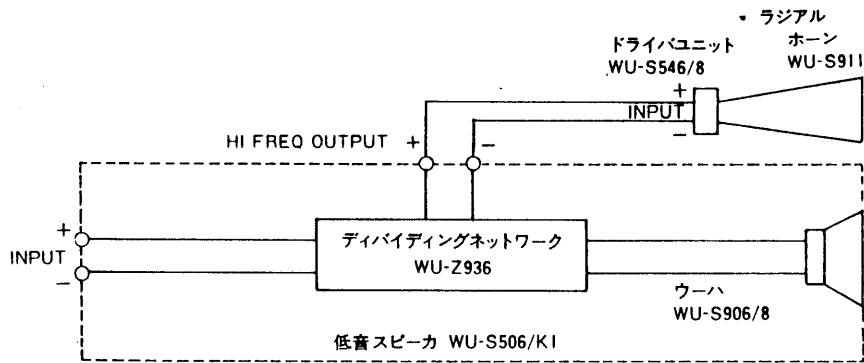 ・ ラジアル
ホーン
WU-S911
ドライバユニット
WU-S546/8
+
INPUT
−
HI FREQ OUTPUT
+
−
+
INPUT
−
ディバイディングネットワーク
WU-Z936
ウーハ
WU-S906/8
低音スピーカ WU-S506/K1